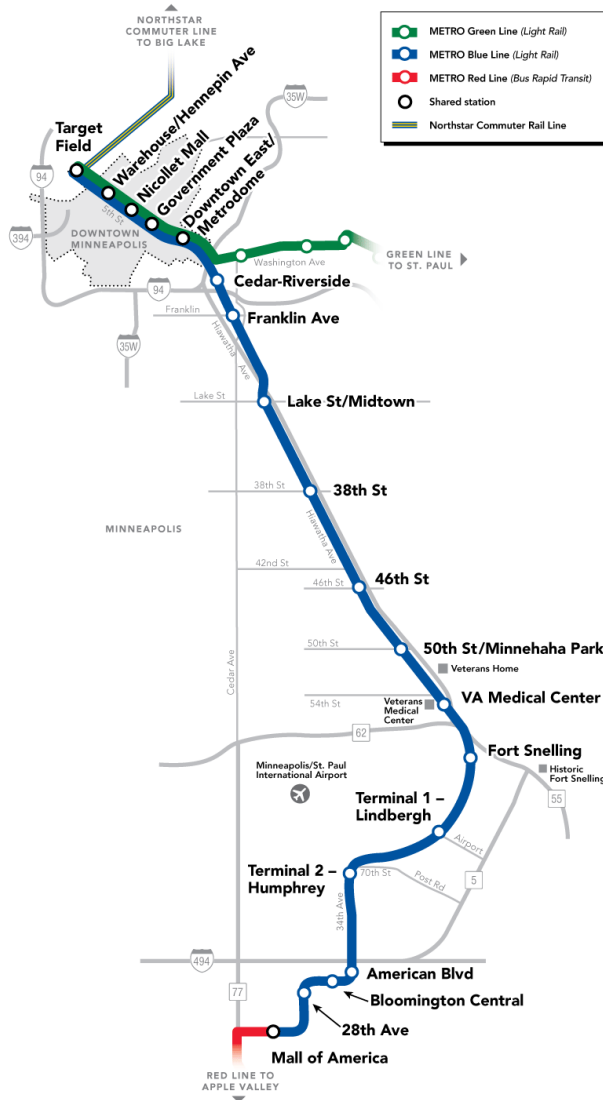 NORTHSTAR
COMMUTER LINE
TO BIG LAKE
METRO Green Line (Light Rail)
METRO Blue Line (Light Rail)
METRO Red Line (Bus Rapid Transit)
Shared station
Northstar Commuter Rail Line
35W
Target
Field
Warehouse/Hennepin Ave
Nicollet Mall
Government Plaza
Downtown East/
Metrodome
94
5th St
394
DOWNTOWN
MINNEAPOLIS
Washington Ave
GREEN LINE
TO ST. PAUL
Cedar-Riverside
94
Franklin
Franklin Ave
35W
Hiawatha Ave
Lake St
Lake St/Midtown
38th St
38th St
MINNEAPOLIS
Hiawatha Ave
42nd St
46th St
46th St
50th St
50th St/Minnehaha Park
Veterans Home
Cedar Ave
54th St
Veterans
Medical
Center
VA Medical Center
62
Fort Snelling
Minneapolis/St. Paul
International Airport
Historic
Fort Snelling
55
Terminal 1 –
Lindbergh
Airport
Terminal 2 –
Humphrey
70th St
Post Rd
5
34th Ave
494
American Blvd
77
Bloomington Central
28th Ave
Mall of America
RED LINE TO
APPLE VALLEY